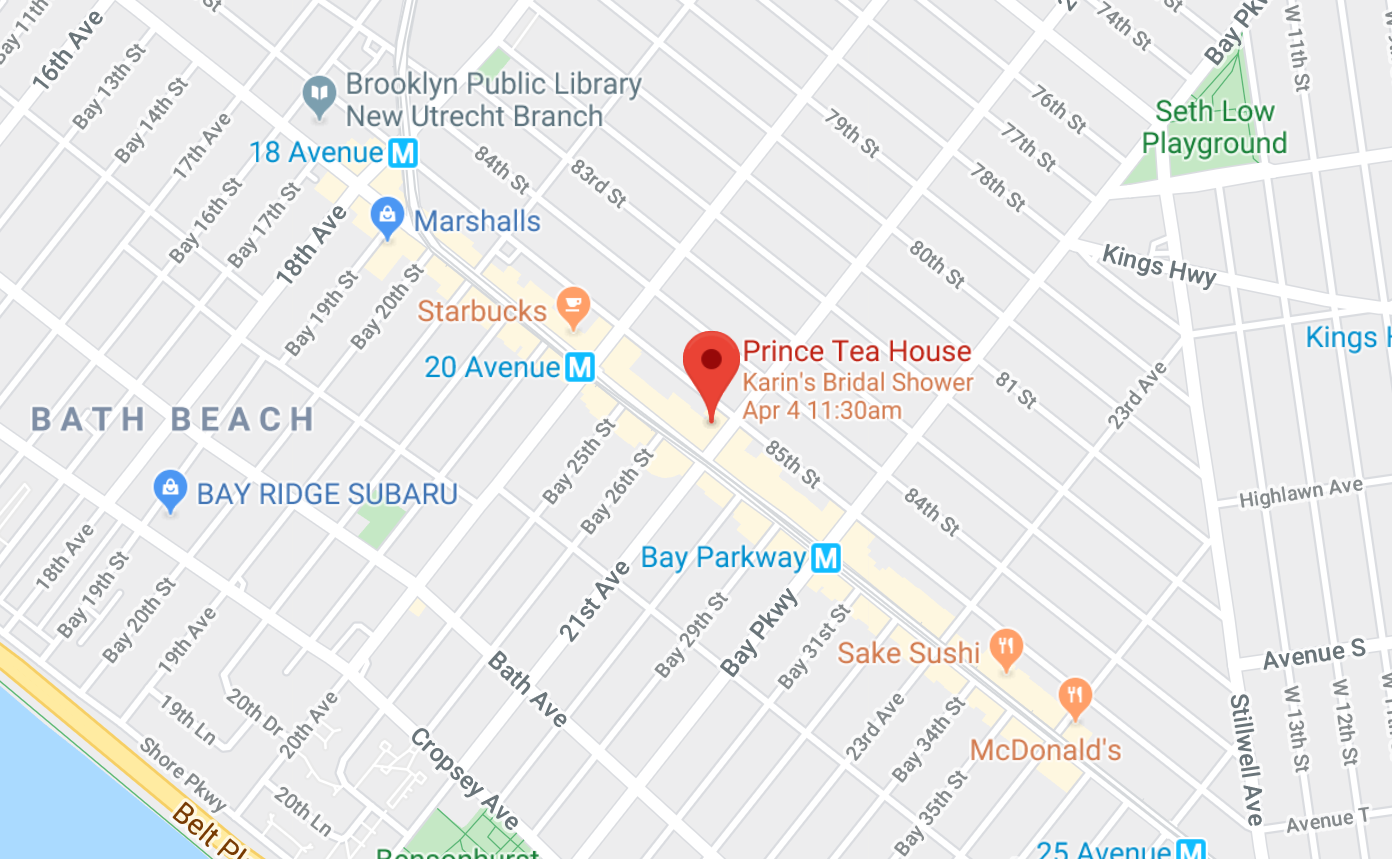 Bay 11th
St
16th Ave
Bay 13th St
Bay 14th St
17th Ave
Bay 16th St
Bay 17th St
18th Ave
Bay 19th St
Bay 20th St
Brooklyn Public Library
New Utrecht Branch
18 Avenue M
Marshalls
84th St
83rd St
79th St
74th St
St
Bay Pkwy
W 11th St
76th St
77th St
78th St
Seth Low
Playground
80th St
Kings Hwy
Kings H
Starbucks
20 Avenue M
Prince Tea House
Karin's Bridal Shower
Apr 4 11:30am
81 St
23rd Ave
BATH BEACH
Bay 25th St
Bay 26th St
85th St
84th St
Highlawn Ave
BAY RIDGE SUBARU
18th Ave
Bay 19th St
Bay 20th St
19th Ave
Bay Parkway M
21st Ave
Bay 29th St
Bay Pkwy
Bay 31st St
Sake Sushi
McDonald's
Avenue S
Bath Ave
23rd Ave
Bay 34th St
Bay 35th St
Stillwell Ave
W 13th St
W 12th St
19th Ln
20th Dr
20th Ave
Shore Pkwy
20th Ln
Cropsey Ave
Belt Pk
Bensonhurst
Avenue T
25 Avenue M